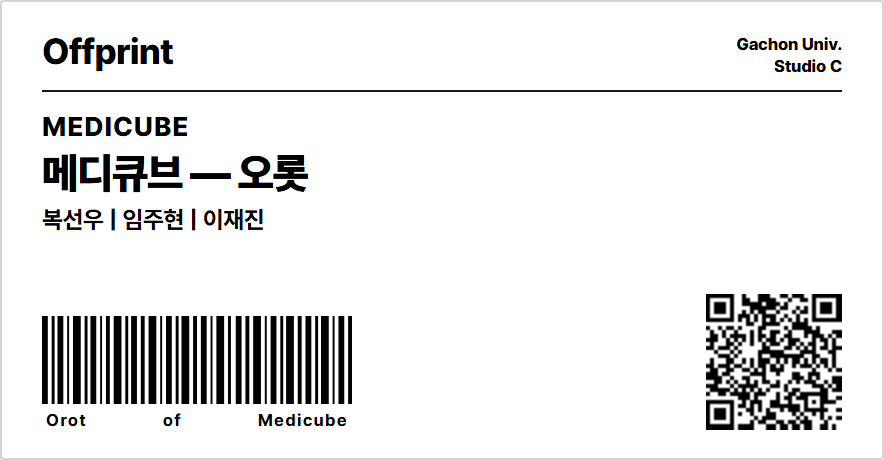 Offprint
Gachon Univ.
Studio C
MEDICUBE
메디큐브 — 오롯
복선우 | 임주현 | 이재진
Orot of Medicube